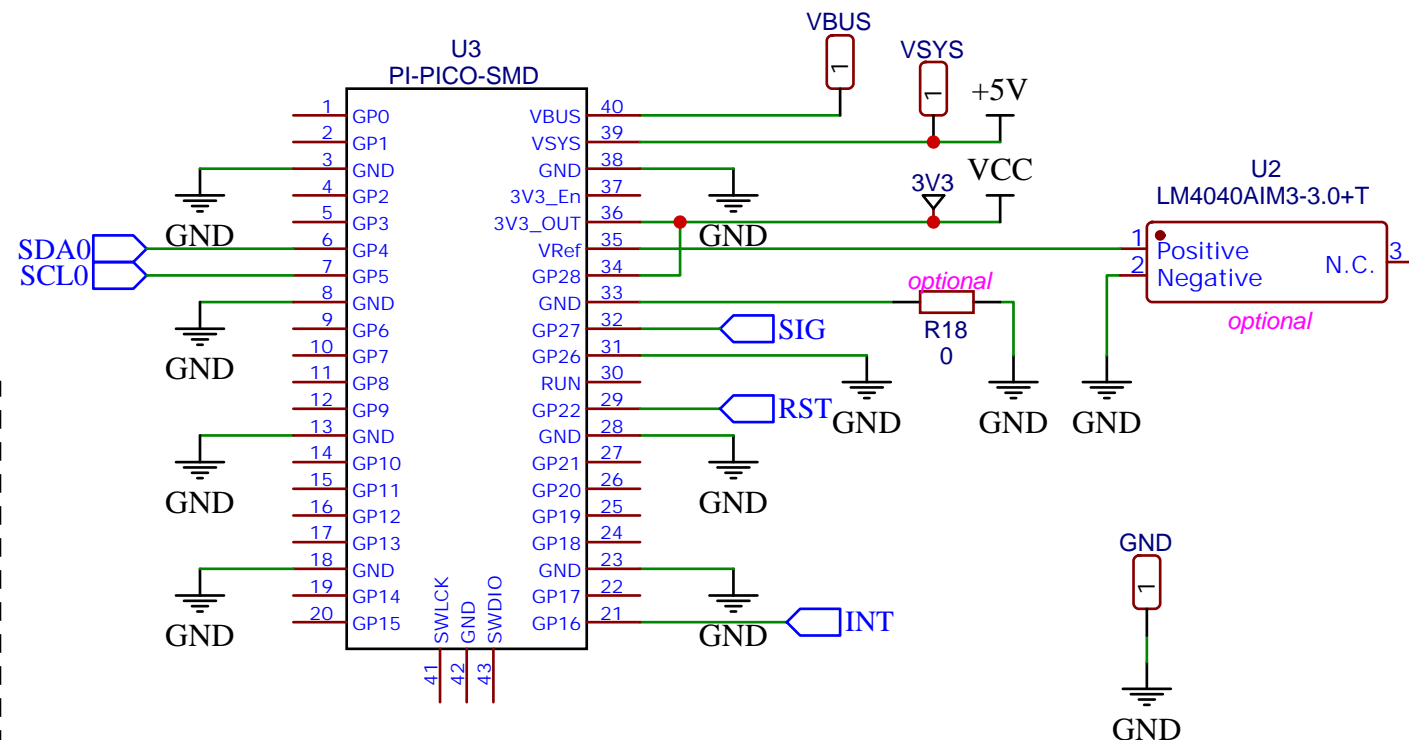 VBUS
1
VSYS
1
+5V
U3
PI-PICO-SMD
1 GP0
2 GP1
3 GND
4 GP2
5 GP3
6 GP4
7 GP5
8 GND
9 GP6
10 GP7
11 GP8
12 GP9
13 GND
14 GP10
15 GP11
16 GP12
17 GP13
18 GND
19 GP14
20 GP15
VBUS 40
VSYS 39
GND 38
3V3_En 37
3V3_OUT 36
VRef 35
GP28 34
GND 33
GP27 32
GP26 31
RUN 30
GP22 29
GND 28
GP21 27
GP20 26
GP19 25
GP18 24
GND 23
GP17 22
GP16 21
SWLCK 41
GND 42
SWDIO 43
GND
SDA0
SCL0
GND
GND
GND
VCC
3V3
GND
optional
R18
0
SIG
RST
GND
GND
GND
GND
GND
INT
U2
LM4040AIM3-3.0+T
1 Positive
2 Negative
N.C. 3
optional
GND
1
GND